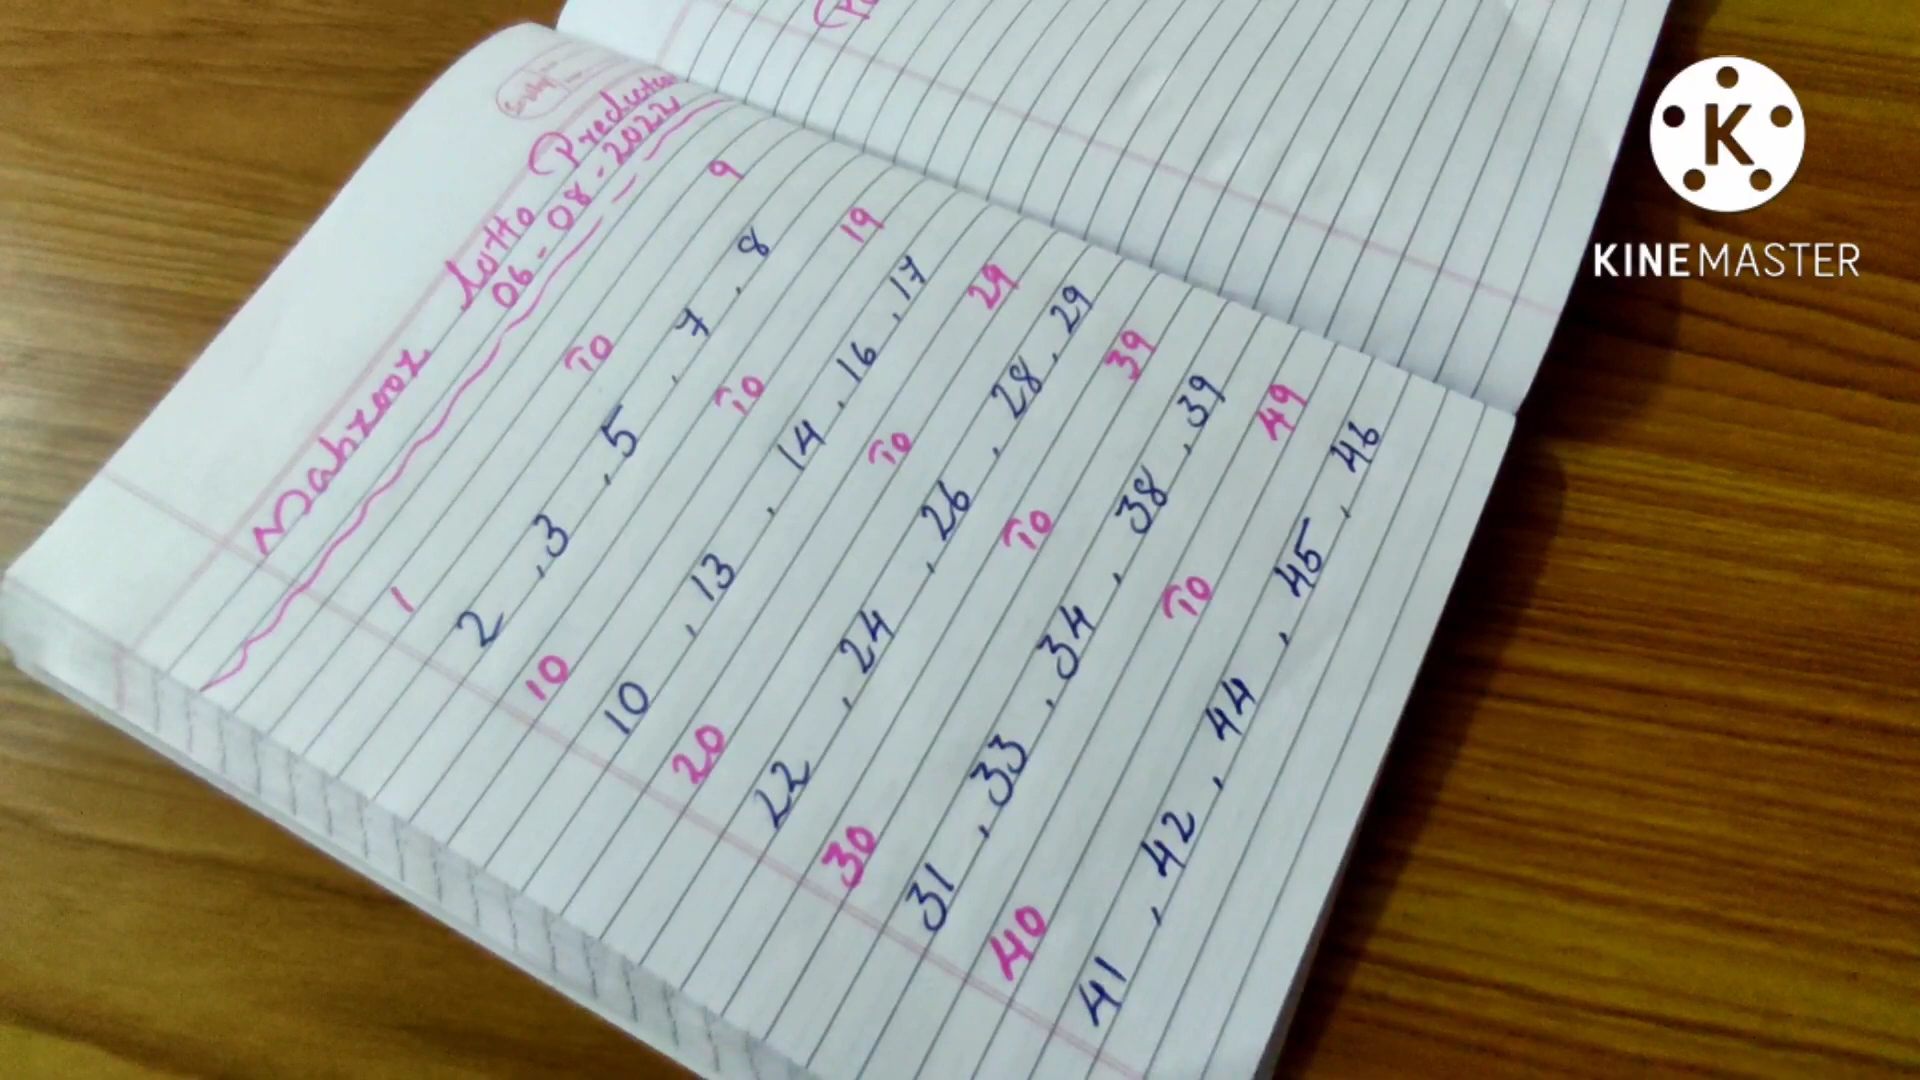 Mahzooz Lotto Prediction
06-08-2022
1 To 9
2, 3, 5, 7, 8
10 To 19
10, 13, 14, 16, 17
20 To 29
22, 24, 26, 28, 29
30 To 39
31, 33, 34, 38, 39
40 To 49
41, 42, 44, 45, 46
K
KINEMASTER